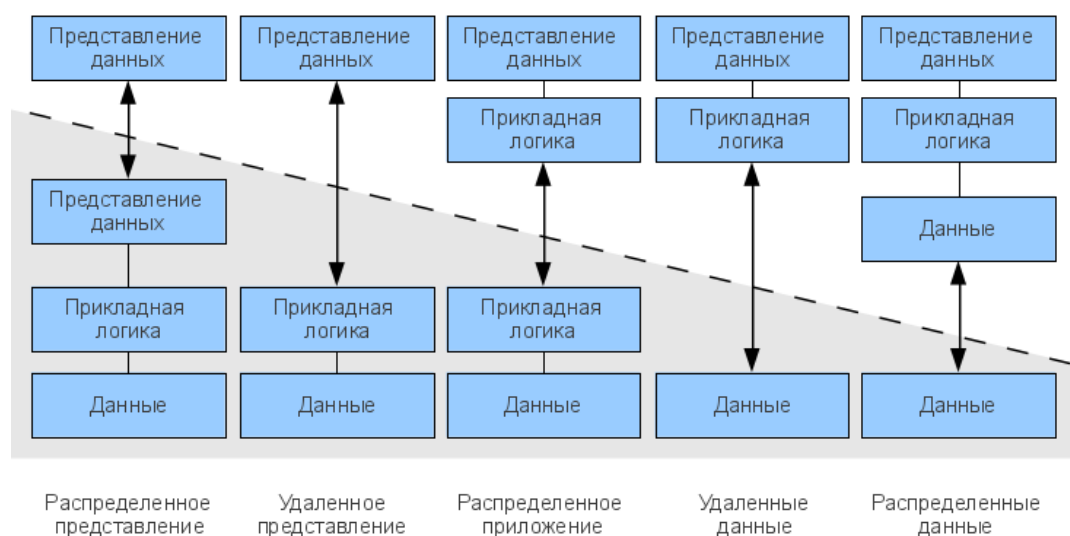 Представление
данных
Представление
данных
Представление
данных
Представление
данных
Представление
данных
Прикладная
логика
Прикладная
логика
Прикладная
логика
Представление
данных
Данные
Прикладная
логика
Прикладная
логика
Прикладная
логика
Данные
Данные
Данные
Данные
Данные
Распределенное
представление
Удаленное
представление
Распределенное
приложение
Удаленные
данные
Распределенные
данные